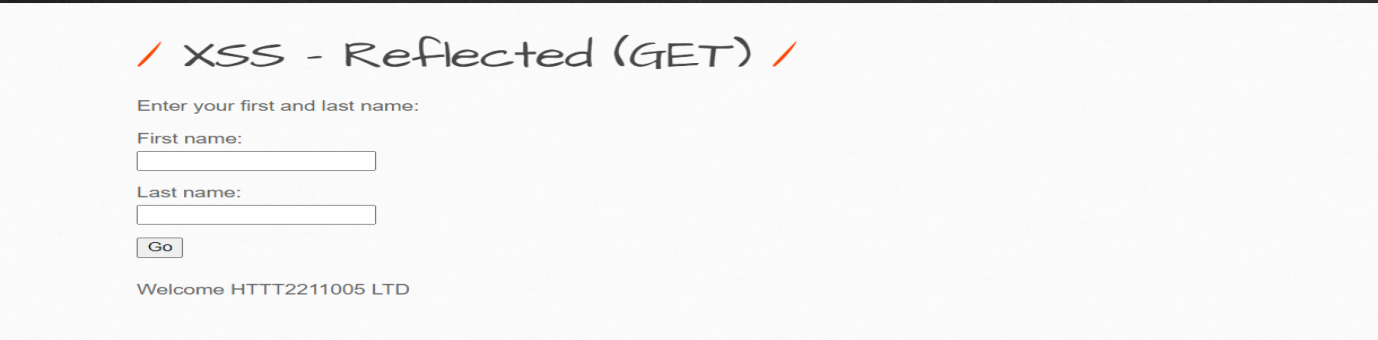 / XSS - Reflected (GET) /
Enter your first and last name:
First name:
Last name:
Go
Welcome HTTT2211005 LTD